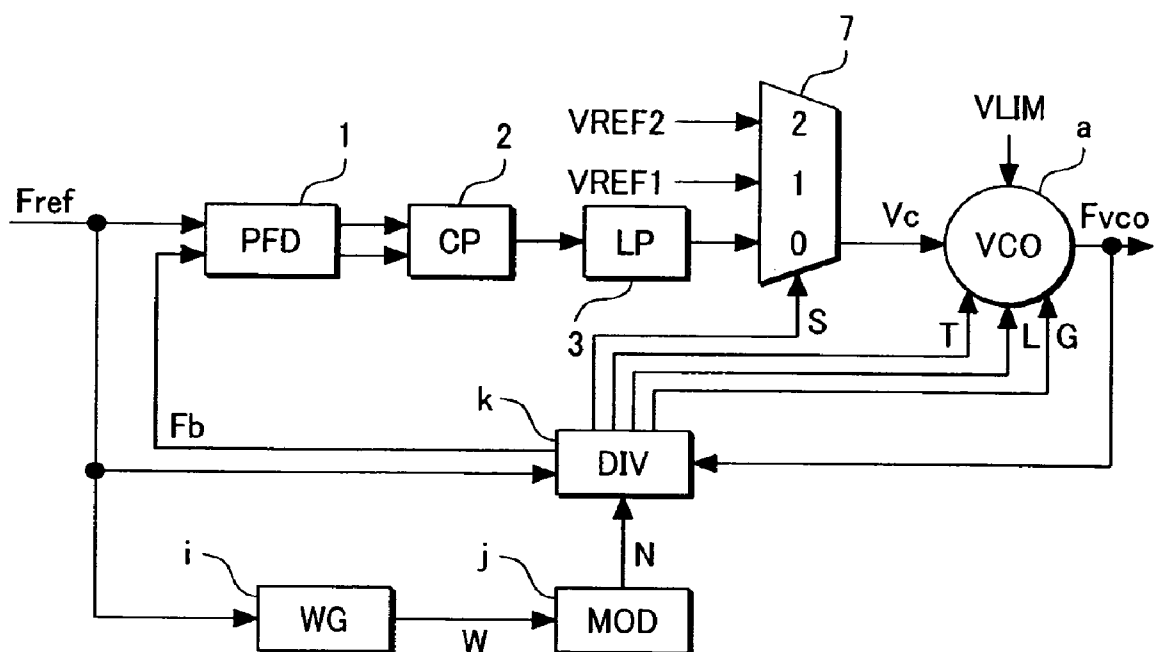 7
VREF2
2
VLIM
a
1
2
Fref
VREF1
1
Vc
Fvco
PFD
CP
LP
0
VCO
3
S
T
L
G
k
Fb
DIV
i
j
N
WG
W
MOD